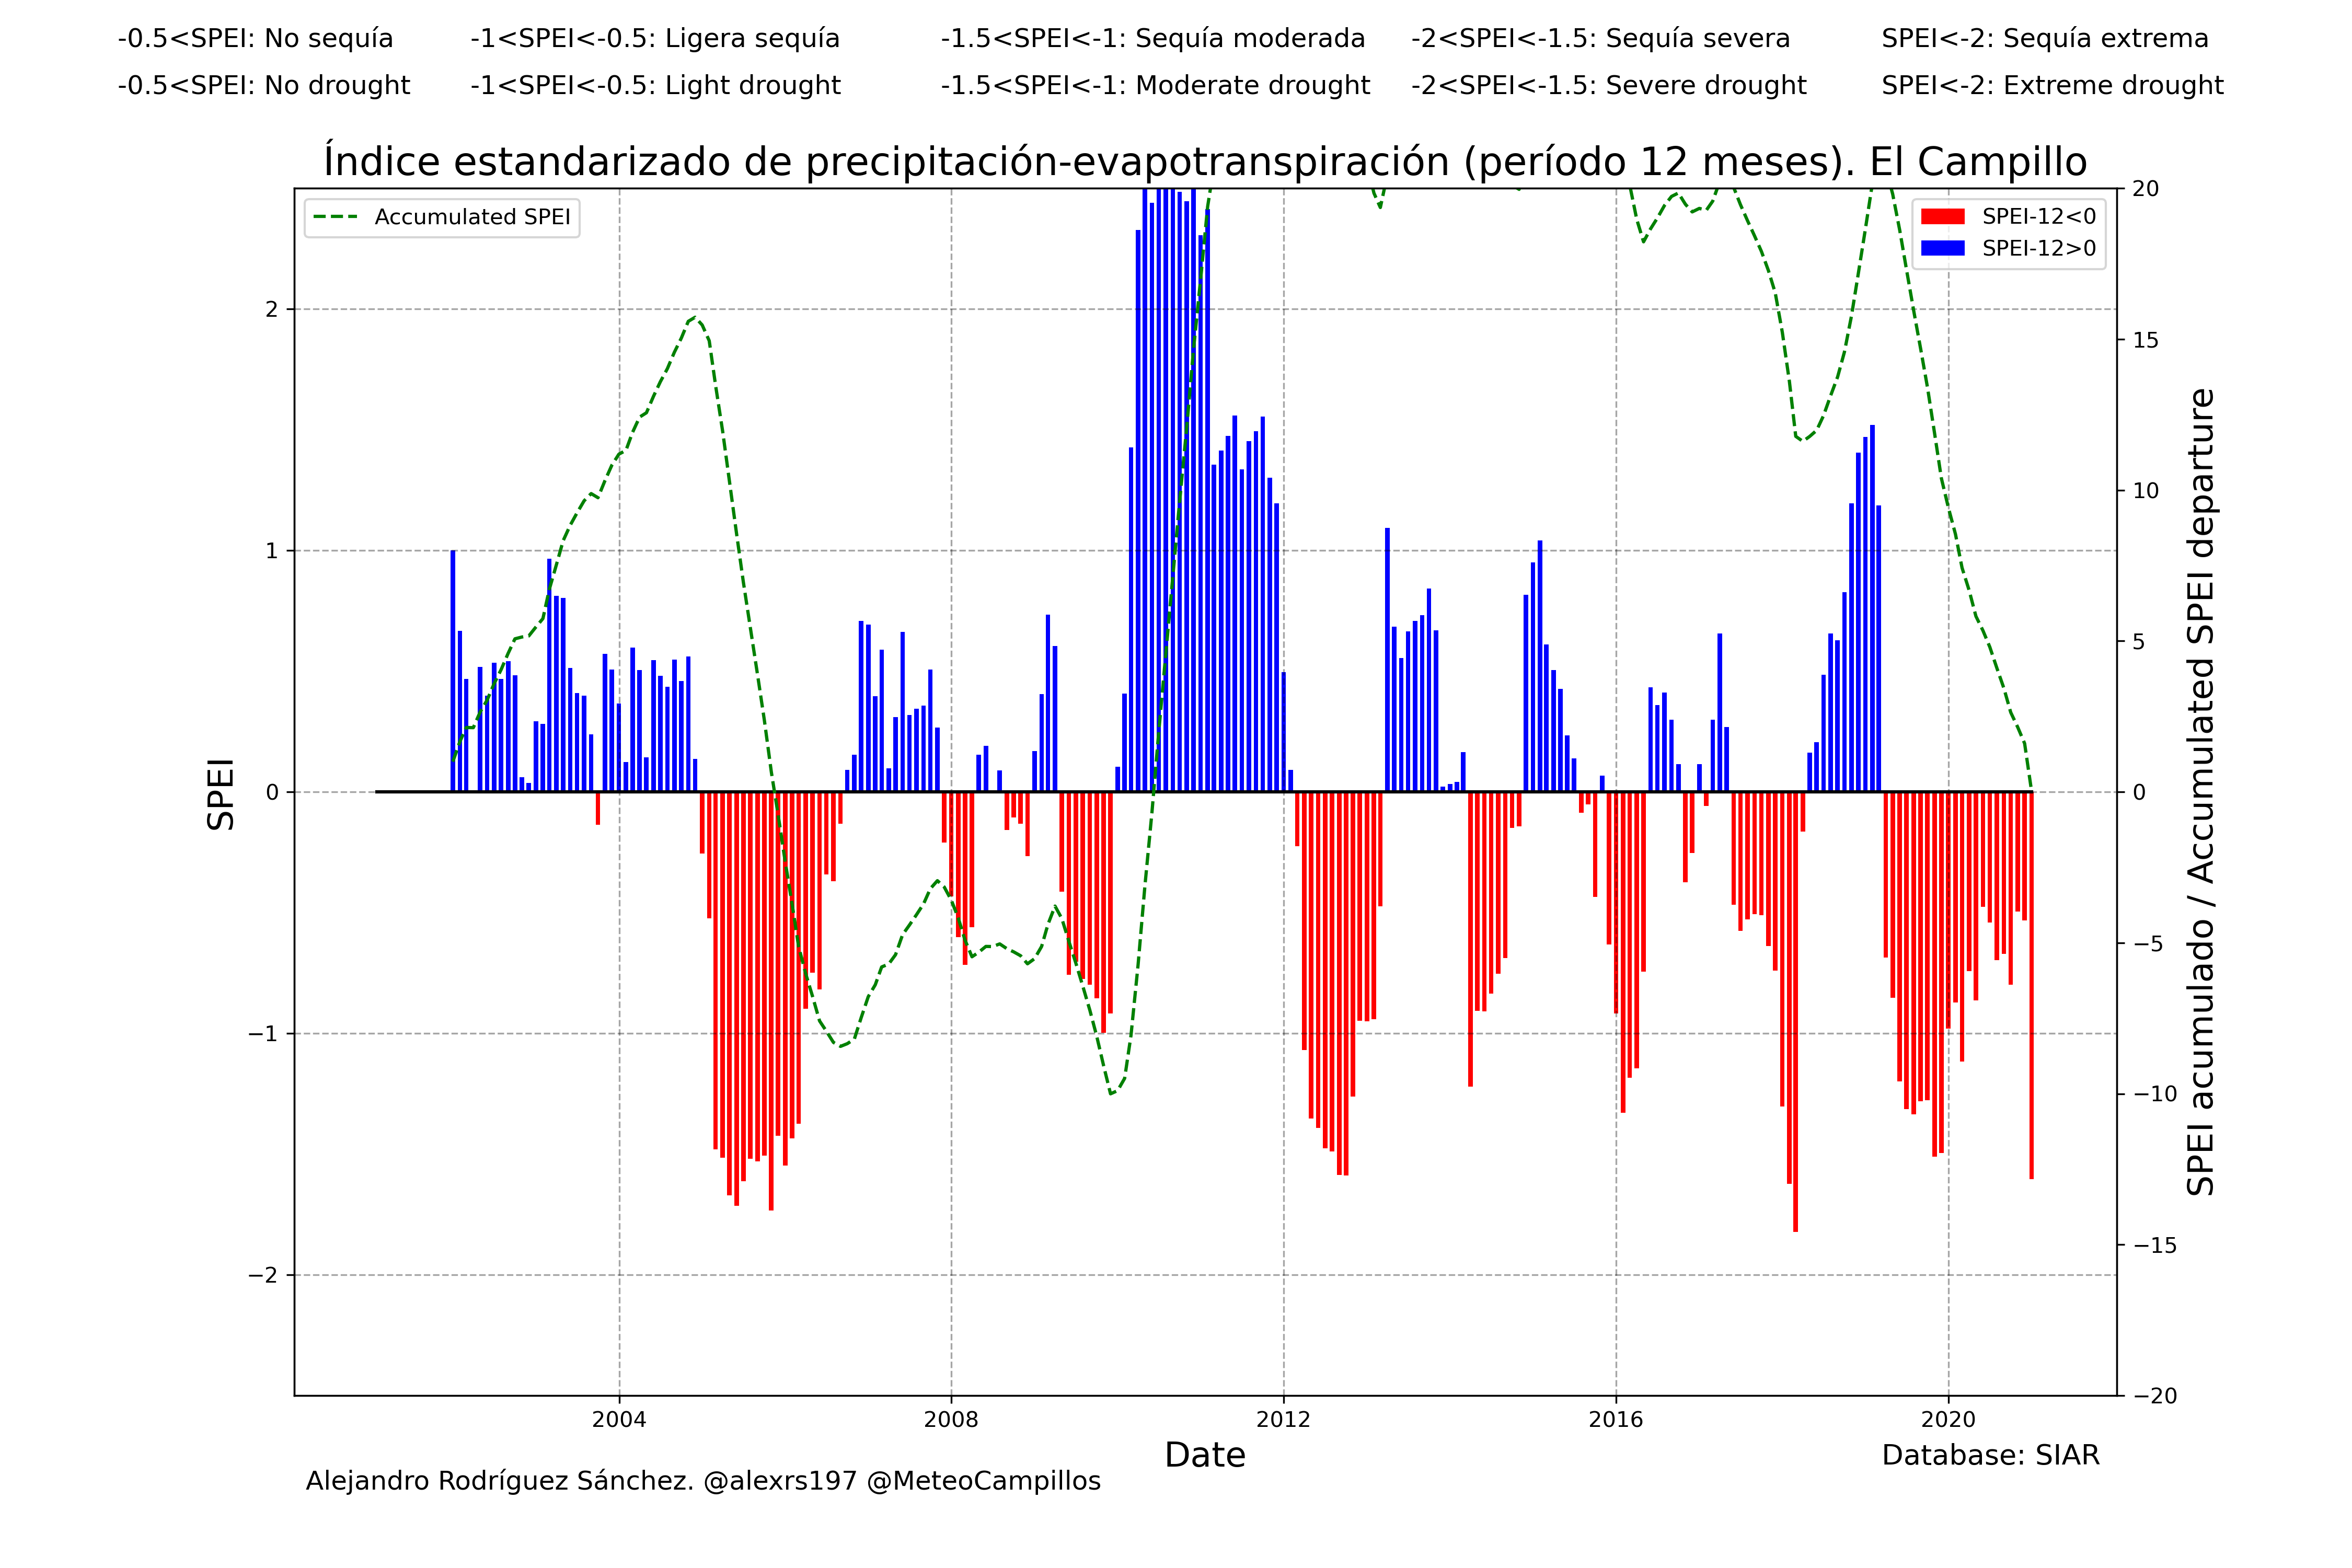 -0.5<SPEI: No sequía -1<SPEI<-0.5: Ligera sequía -1.5<SPEI<-1: Sequía moderada -2<SPEI<-1.5: Sequía severa SPEI<-2: Sequía extrema
-0.5<SPEI: No drought -1<SPEI<-0.5: Light drought -1.5<SPEI<-1: Moderate drought -2<SPEI<-1.5: Severe drought SPEI<-2: Extreme drought
Índice estandarizado de precipitación-evapotranspiración (período 12 meses). El Campillo
Accumulated SPEI
SPEI-12<0
SPEI-12>0
SPEI
2
1
0
−1
−2
20
15
10
5
0
−5
−10
−15
−20
SPEI acumulado / Accumulated SPEI departure
2004 2008 2012 2016 2020
Date
Database: SIAR
Alejandro Rodríguez Sánchez. @alexrs197 @MeteoCampillos